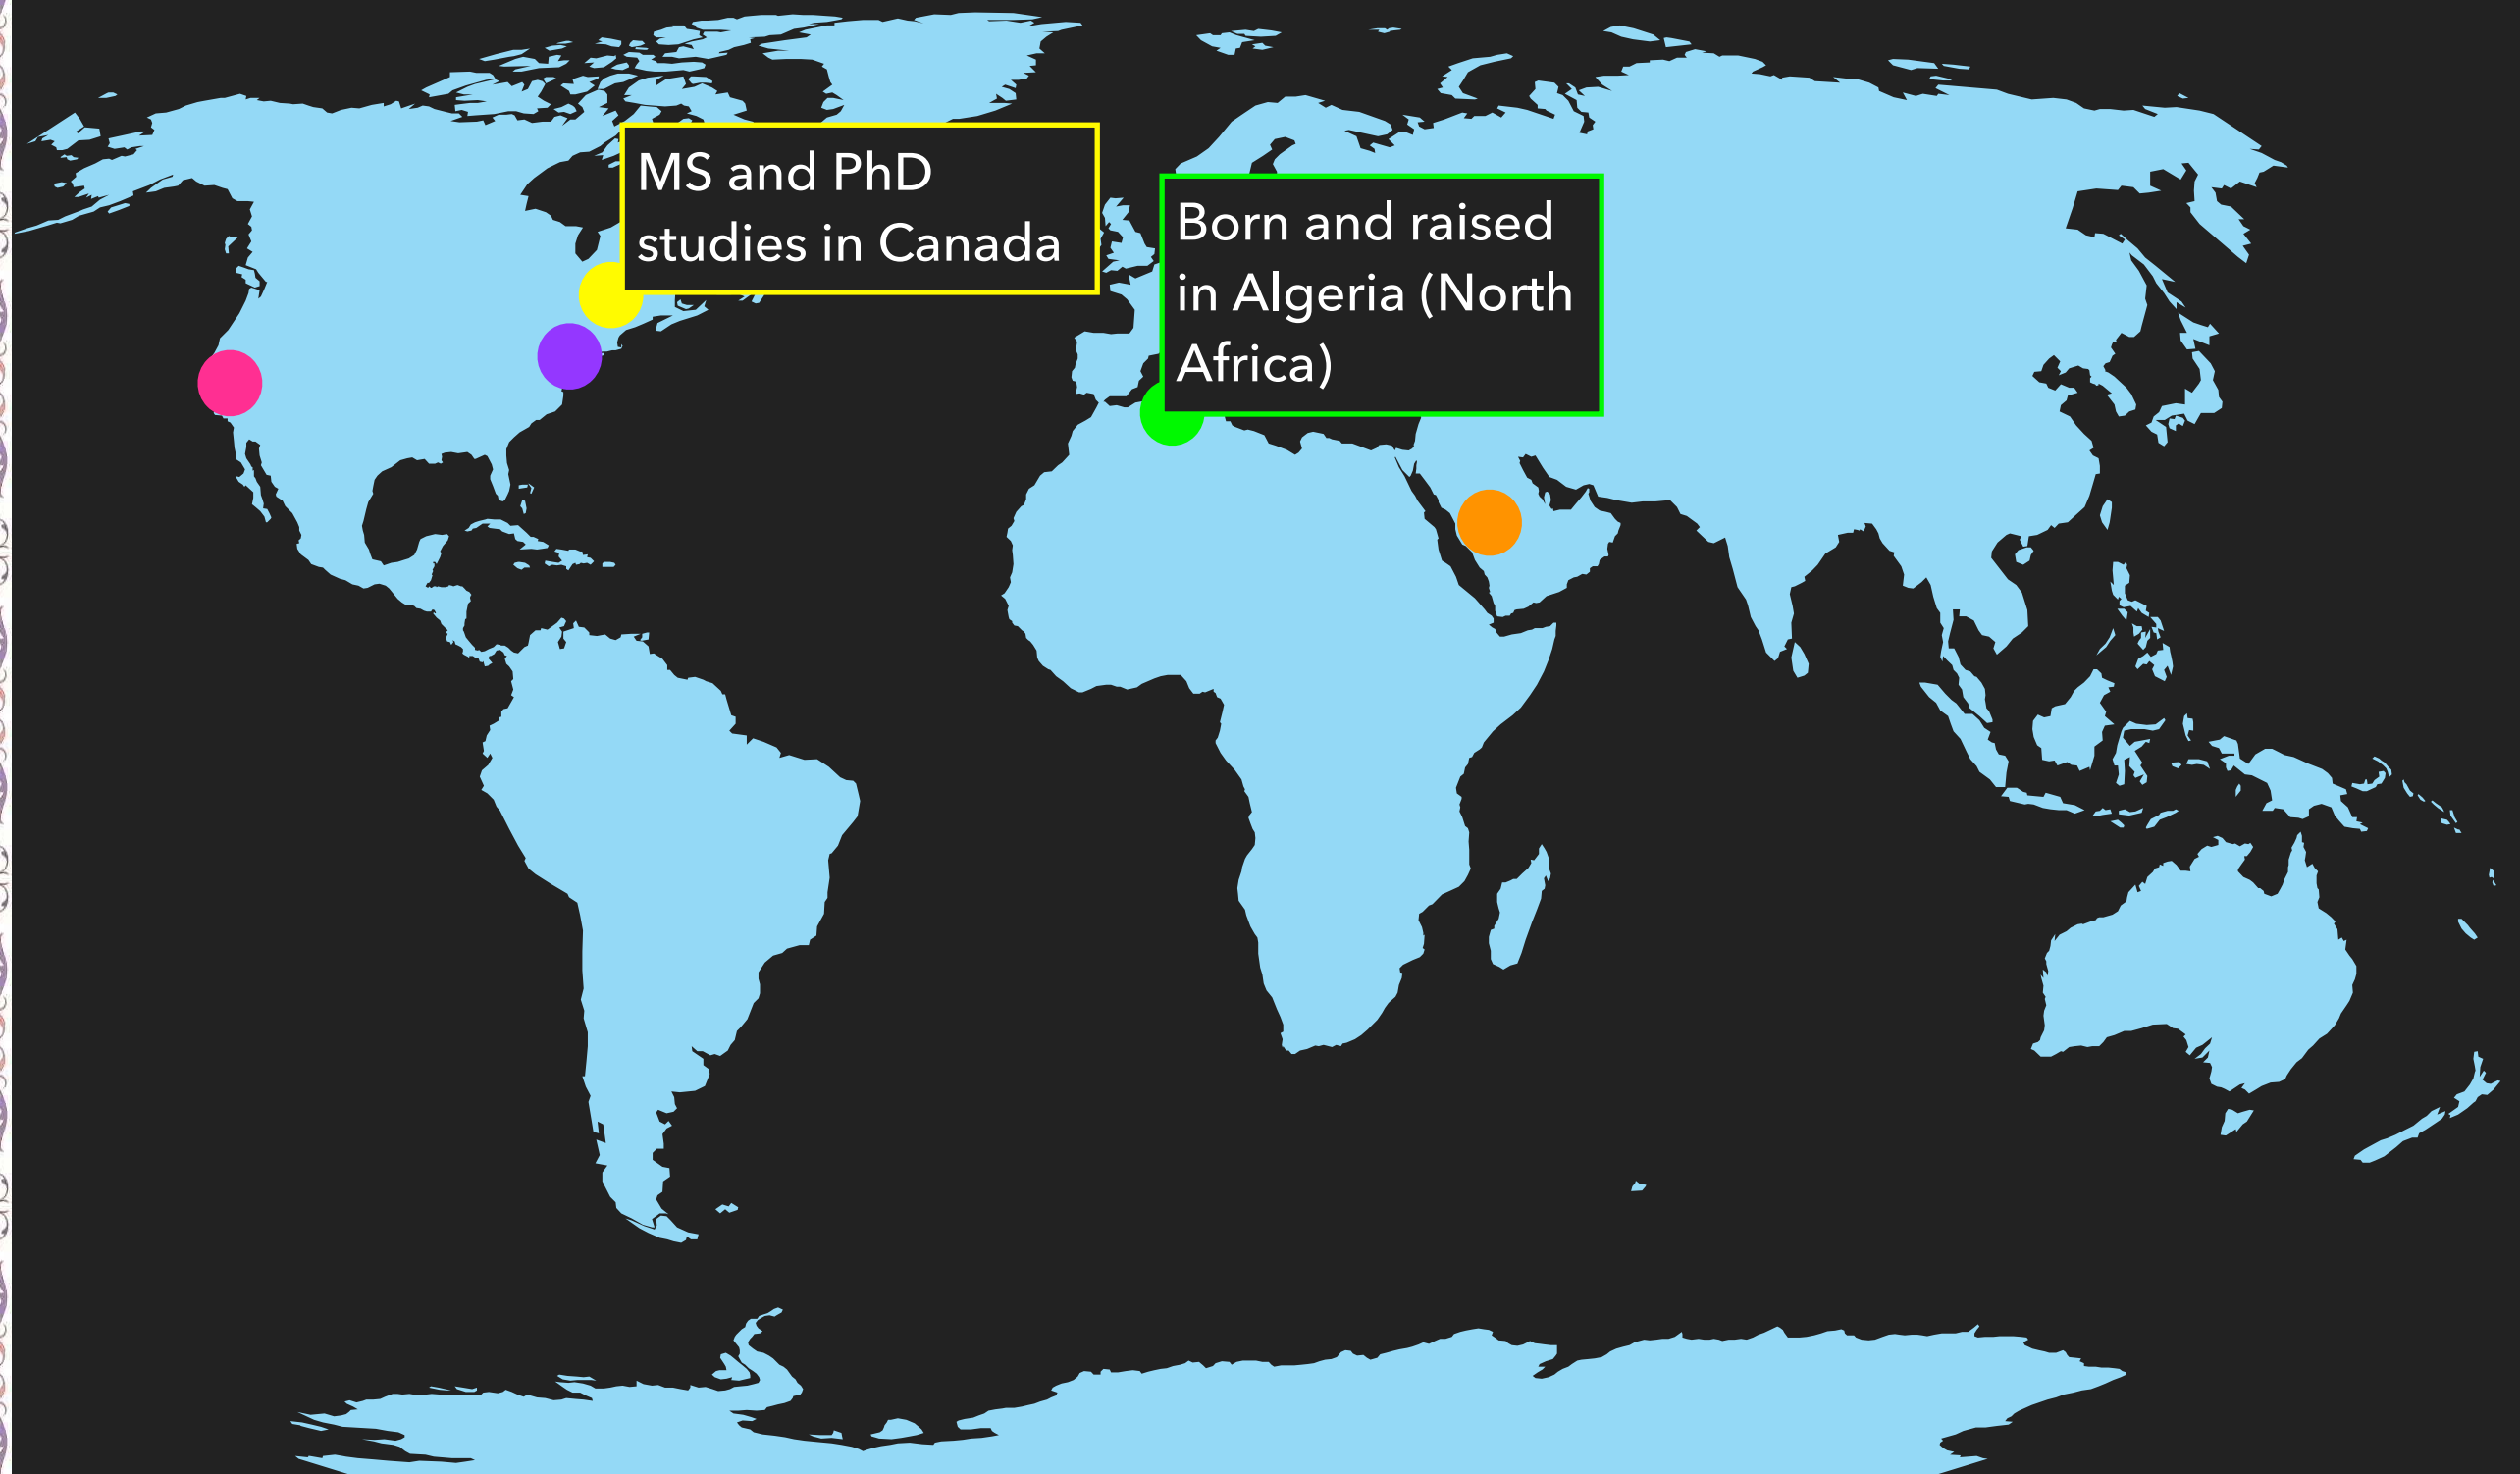 MS and PhD
studies in Canada
Born and raised
in Algeria (North
Africa)